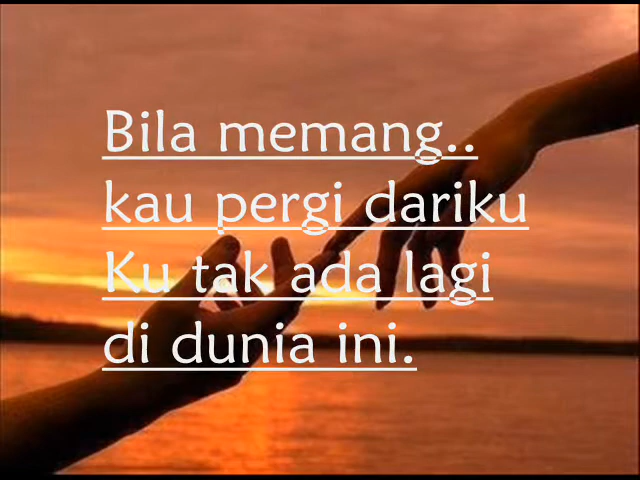 Bila memang..
kau pergi dariku
Ku tak ada lagi
di dunia ini.